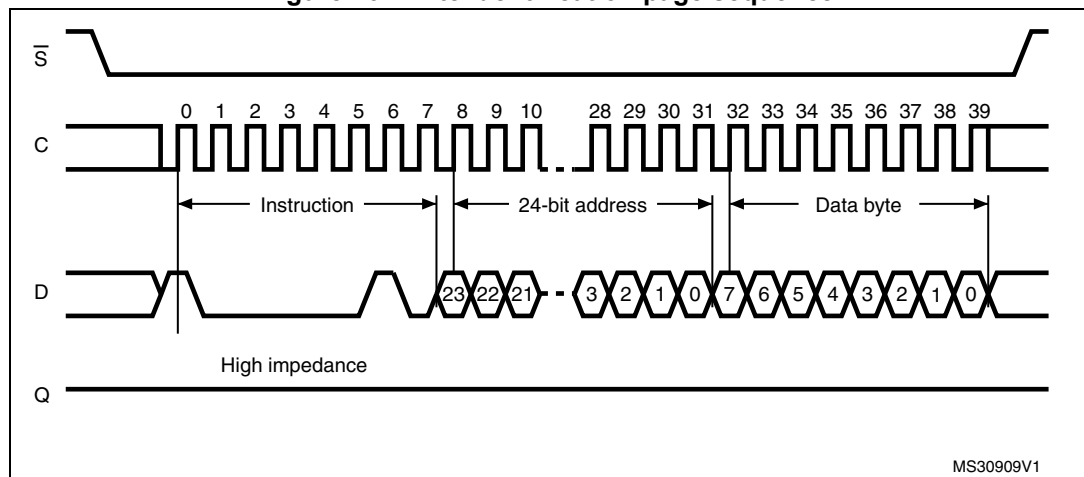 S
0 1 2 3 4 5 6 7 8 9 10 28 29 30 31 32 33 34 35 36 37 38 39
C
Instruction 24-bit address Data byte
D 23 22 21 3 2 1 0 7 6 5 4 3 2 1 0
High impedance
Q
MS30909V1